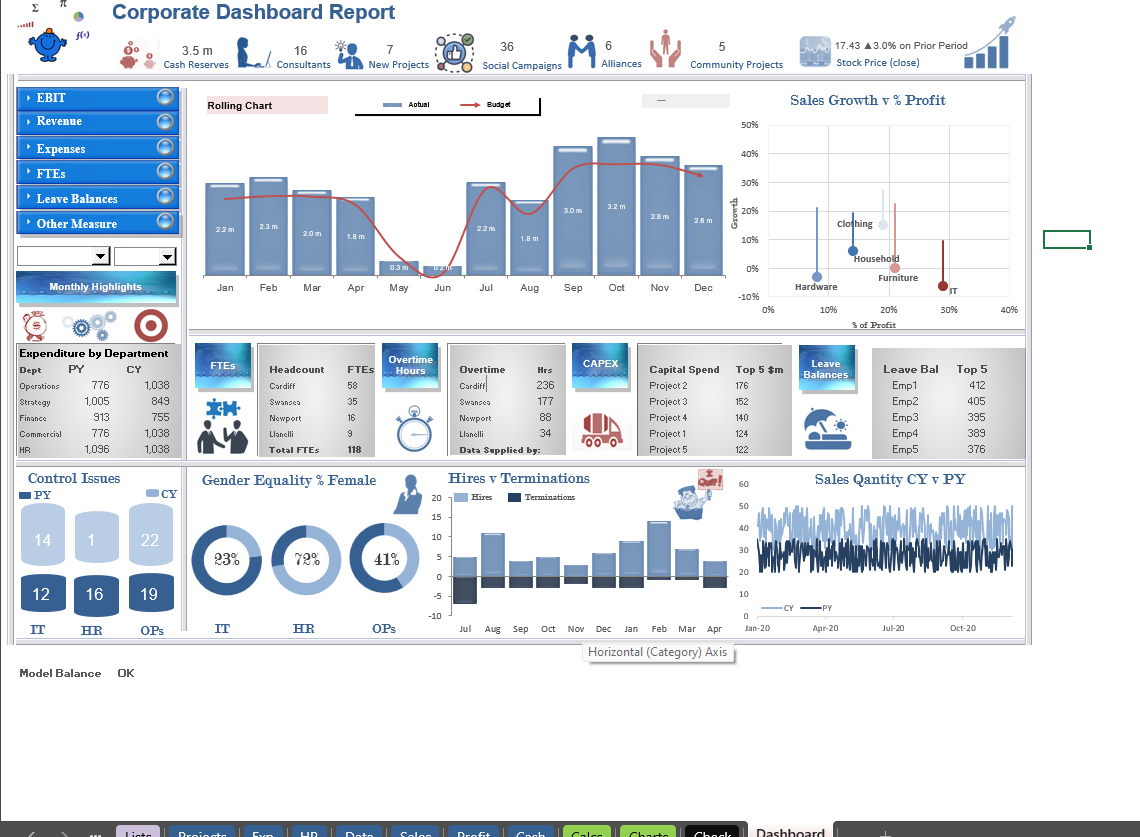 Σ π
Corporate Dashboard Report
f(x)
3.5 m
Cash Reserves
16
Consultants
7
New Projects
36
Social Campaigns
6
Alliances
5
Community Projects
17.43 ▲3.0% on Prior Period
Stock Price (close)
EBIT
Revenue
Expenses
FTEs
Leave Balances
Other Measure
Monthly Highlights
Rolling Chart
Actual Budget
2.2 m 2.3 m 2.0 m 1.8 m 0.3 m 0.2 m 2.2 m 1.8 m 3.0 m 3.2 m 2.8 m 2.6 m
Jan Feb Mar Apr May Jun Jul Aug Sep Oct Nov Dec
Sales Growth v % Profit
50%
40%
30%
20%
10%
0%
-10%
Growth
Clothing
Household
Furniture
Hardware
IT
0% 10% 20% 30% 40%
% of Profit
Expenditure by Department
Dept PY CY
Operations 776 1,038
Strategy 1,005 849
Finance 913 755
Commercial 776 1,038
HR 1,096 1,038
FTEs
Headcount FTEs
Cardiff 58
Swansea 35
Newport 16
Llanelli 9
Total FTEs 118
Overtime
Hours
Overtime Hrs
Cardiff 236
Swansea 177
Newport 88
Llanelli 34
Data Supplied by:
CAPEX
Capital Spend Top 5 $m
Project 2 176
Project 3 152
Project 4 140
Project 1 124
Project 5 122
Leave
Balances
Leave Bal Top 5
Emp1 412
Emp2 405
Emp3 395
Emp4 389
Emp5 376
Control Issues
PY CY
14 1 22
12 16 19
IT HR OPs
Gender Equality % Female
23% 72% 41%
IT HR OPs
Hires v Terminations
Hires Terminations
I Quit!
20
15
10
5
0
-5
-10
Jul Aug Sep Oct Nov Dec Jan Feb Mar Apr
Horizontal (Category) Axis
Sales Qantity CY v PY
60
50
40
30
20
10
0
CY PY
Jan-20 Apr-20 Jul-20 Oct-20
Model Balance OK
Lists Projects Exp HR Data Sales Profit Cash Calcs Charts Check Dashboard